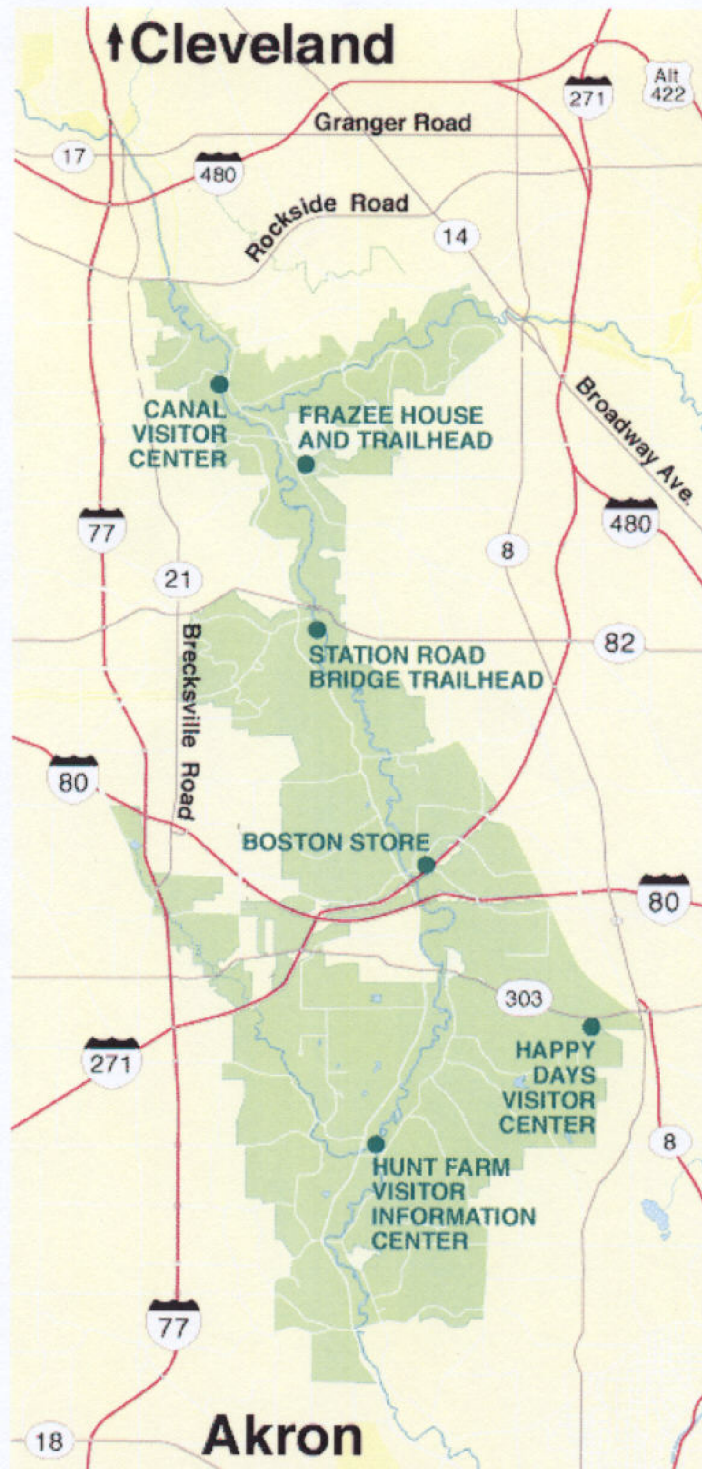 Cleveland
Alt
422
271
Granger Road
17
480
Rockside Road
14
CANAL
VISITOR
CENTER
FRAZEE HOUSE
AND TRAILHEAD
Broadway Ave.
77
480
8
21
82
STATION ROAD
BRIDGE TRAILHEAD
Brecksville Road
80
BOSTON STORE
80
303
271
HAPPY
DAYS
VISITOR
CENTER
8
HUNT FARM
VISITOR
INFORMATION
CENTER
77
Akron
18